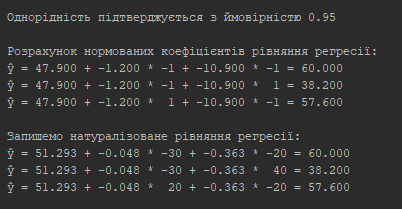 Однорідність підтверджується з ймовірністю 0.95
Розрахунок нормованих коефіцієнтів рівняння регресії:
ŷ = 47.900 + -1.200 * -1 + -10.900 * -1 = 60.000
ŷ = 47.900 + -1.200 * -1 + -10.900 *  1 = 38.200
ŷ = 47.900 + -1.200 *  1 + -10.900 * -1 = 57.600
Запишемо натуралізоване рівняння регресії:
ŷ = 51.293 + -0.048 * -30 + -0.363 * -20 = 60.000
ŷ = 51.293 + -0.048 * -30 + -0.363 *  40 = 38.200
ŷ = 51.293 + -0.048 *  20 + -0.363 * -20 = 57.600